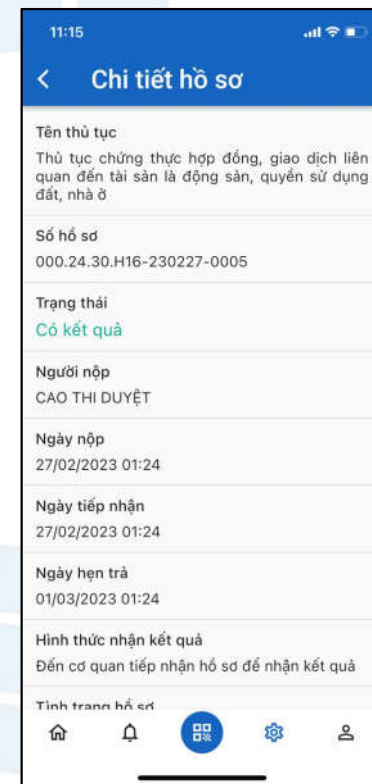 11:15
Chi tiết hồ sơ
Tên thủ tục
Thủ tục chứng thực hợp đồng, giao dịch liên
quan đến tài sản là động sản, quyền sử dụng
đất, nhà ở
Số hồ sơ
000.24.30.H16-230227-0005
Trạng thái
Có kết quả
Người nộp
CAO THI DUYỆT
Ngày nộp
27/02/2023 01:24
Ngày tiếp nhận
27/02/2023 01:24
Ngày hẹn trả
01/03/2023 01:24
Hình thức nhận kết quả
Đến cơ quan tiếp nhận hồ sơ để nhận kết quả
Tình trạng hồ sơ